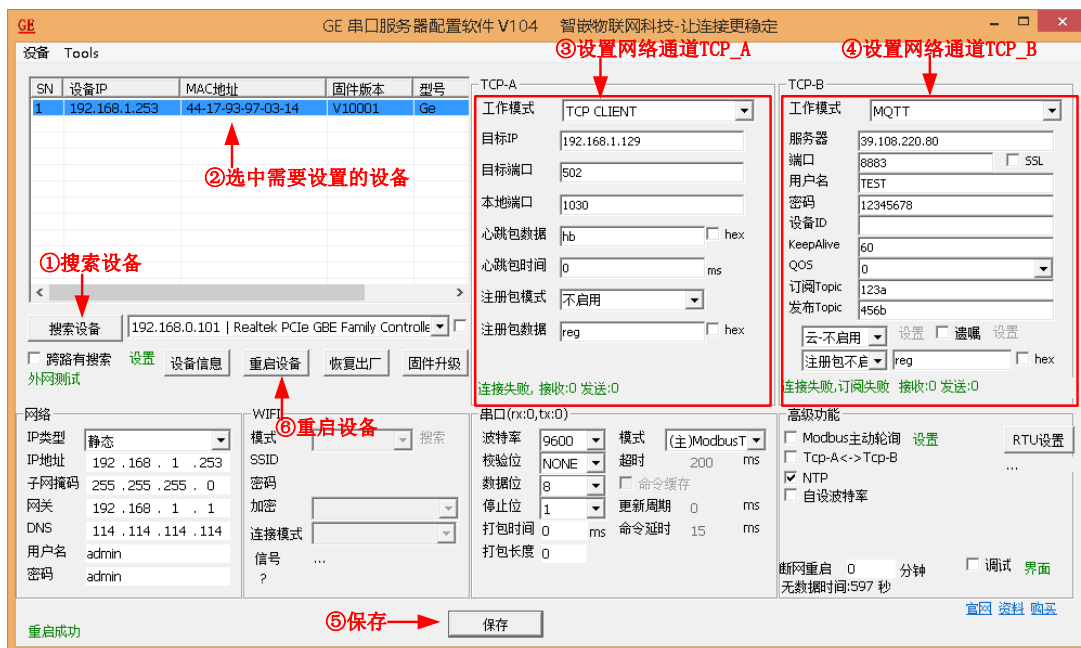 GE GE 串口服务器配置软件 V104 智嵌物联网科技-让连接更稳定
设备 Tools
③设置网络通道TCP_A
④设置网络通道TCP_B
SN 设备IP MAC地址 固件版本 型号
1 192.168.1.253 44-17-93-97-03-14 V10001 Ge
②选中需要设置的设备
①搜索设备
搜索设备 192.168.0.101 | Realtek PCIe GBE Family Controlle
跨路有搜索 设置 设备信息 重启设备 恢复出厂 固件升级
外网测试
⑥重启设备
TCP-A
工作模式 TCP CLIENT
目标IP 192.168.1.129
目标端口 502
本地端口 1030
心跳包数据 hb hex
心跳包时间 0 ms
注册包模式 不启用
注册包数据 reg hex
连接失败, 接收:0 发送:0
TCP-B
工作模式 MQTT
服务器 39.108.220.80
端口 8883 SSL
用户名 TEST
密码 12345678
设备ID
KeepAlive 60
QOS 0
订阅Topic 123a
发布Topic 456b
云-不启用 设置 遗嘱 设置
注册包不启 reg hex
连接失败,订阅失败 接收:0 发送:0
网络
IP类型 静态
IP地址 192 .168 . 1 .253
子网掩码 255 .255 .255 . 0
网关 192 .168 . 1 . 1
DNS 114 .114 .114 .114
用户名 admin
密码 admin
WIFI
模式 搜索
SSID
密码
加密
连接模式
信号 ...
?
串口(rx:0,tx:0)
波特率 9600 模式 (主)ModbusT
校验位 NONE 超时 200 ms
数据位 8 命令缓存
停止位 1 更新周期 0 ms
打包时间 0 ms 命令延时 15 ms
打包长度 0
高级功能
Modbus主动轮询 设置 RTU设置
Tcp-A<->Tcp-B ...
NTP
自设波特率
断网重启 0 分钟 调试 界面
无数据时间:597 秒
官网 资料 购买
⑤保存 保存
重启成功